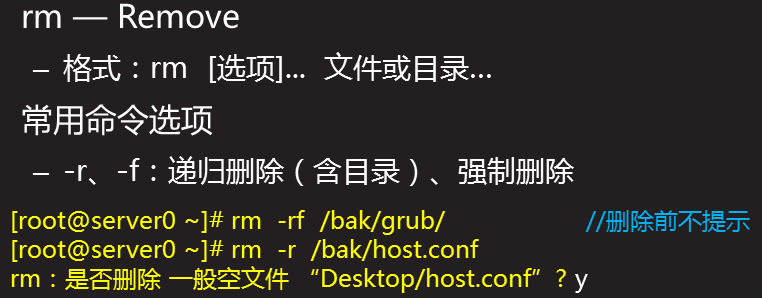 rm — Remove
– 格式：rm [选项]... 文件或目录...
常用命令选项
– -r、-f：递归删除（含目录）、强制删除
[root@server0 ~]# rm -rf /bak/grub/ //删除前不提示
[root@server0 ~]# rm -r /bak/host.conf
rm：是否删除 一般空文件 “Desktop/host.conf”? y